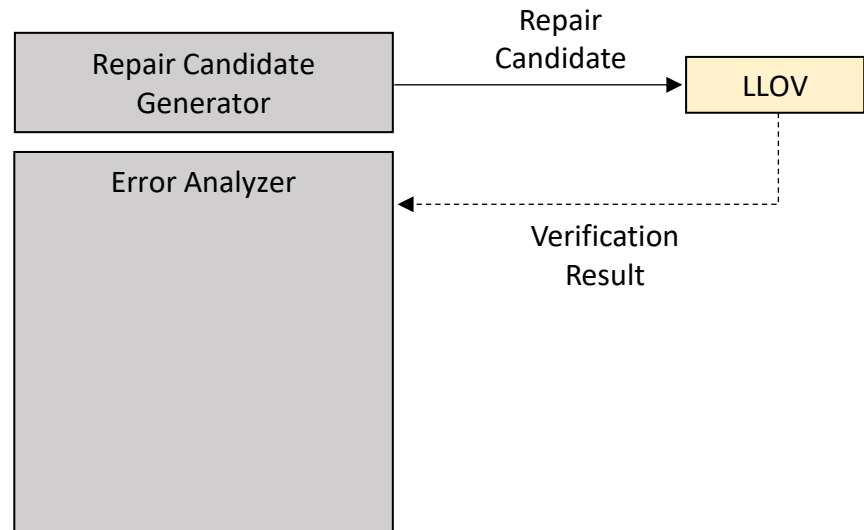 Repair Candidate
Generator
Repair
Candidate
LLOV
Error Analyzer
Verification
Result